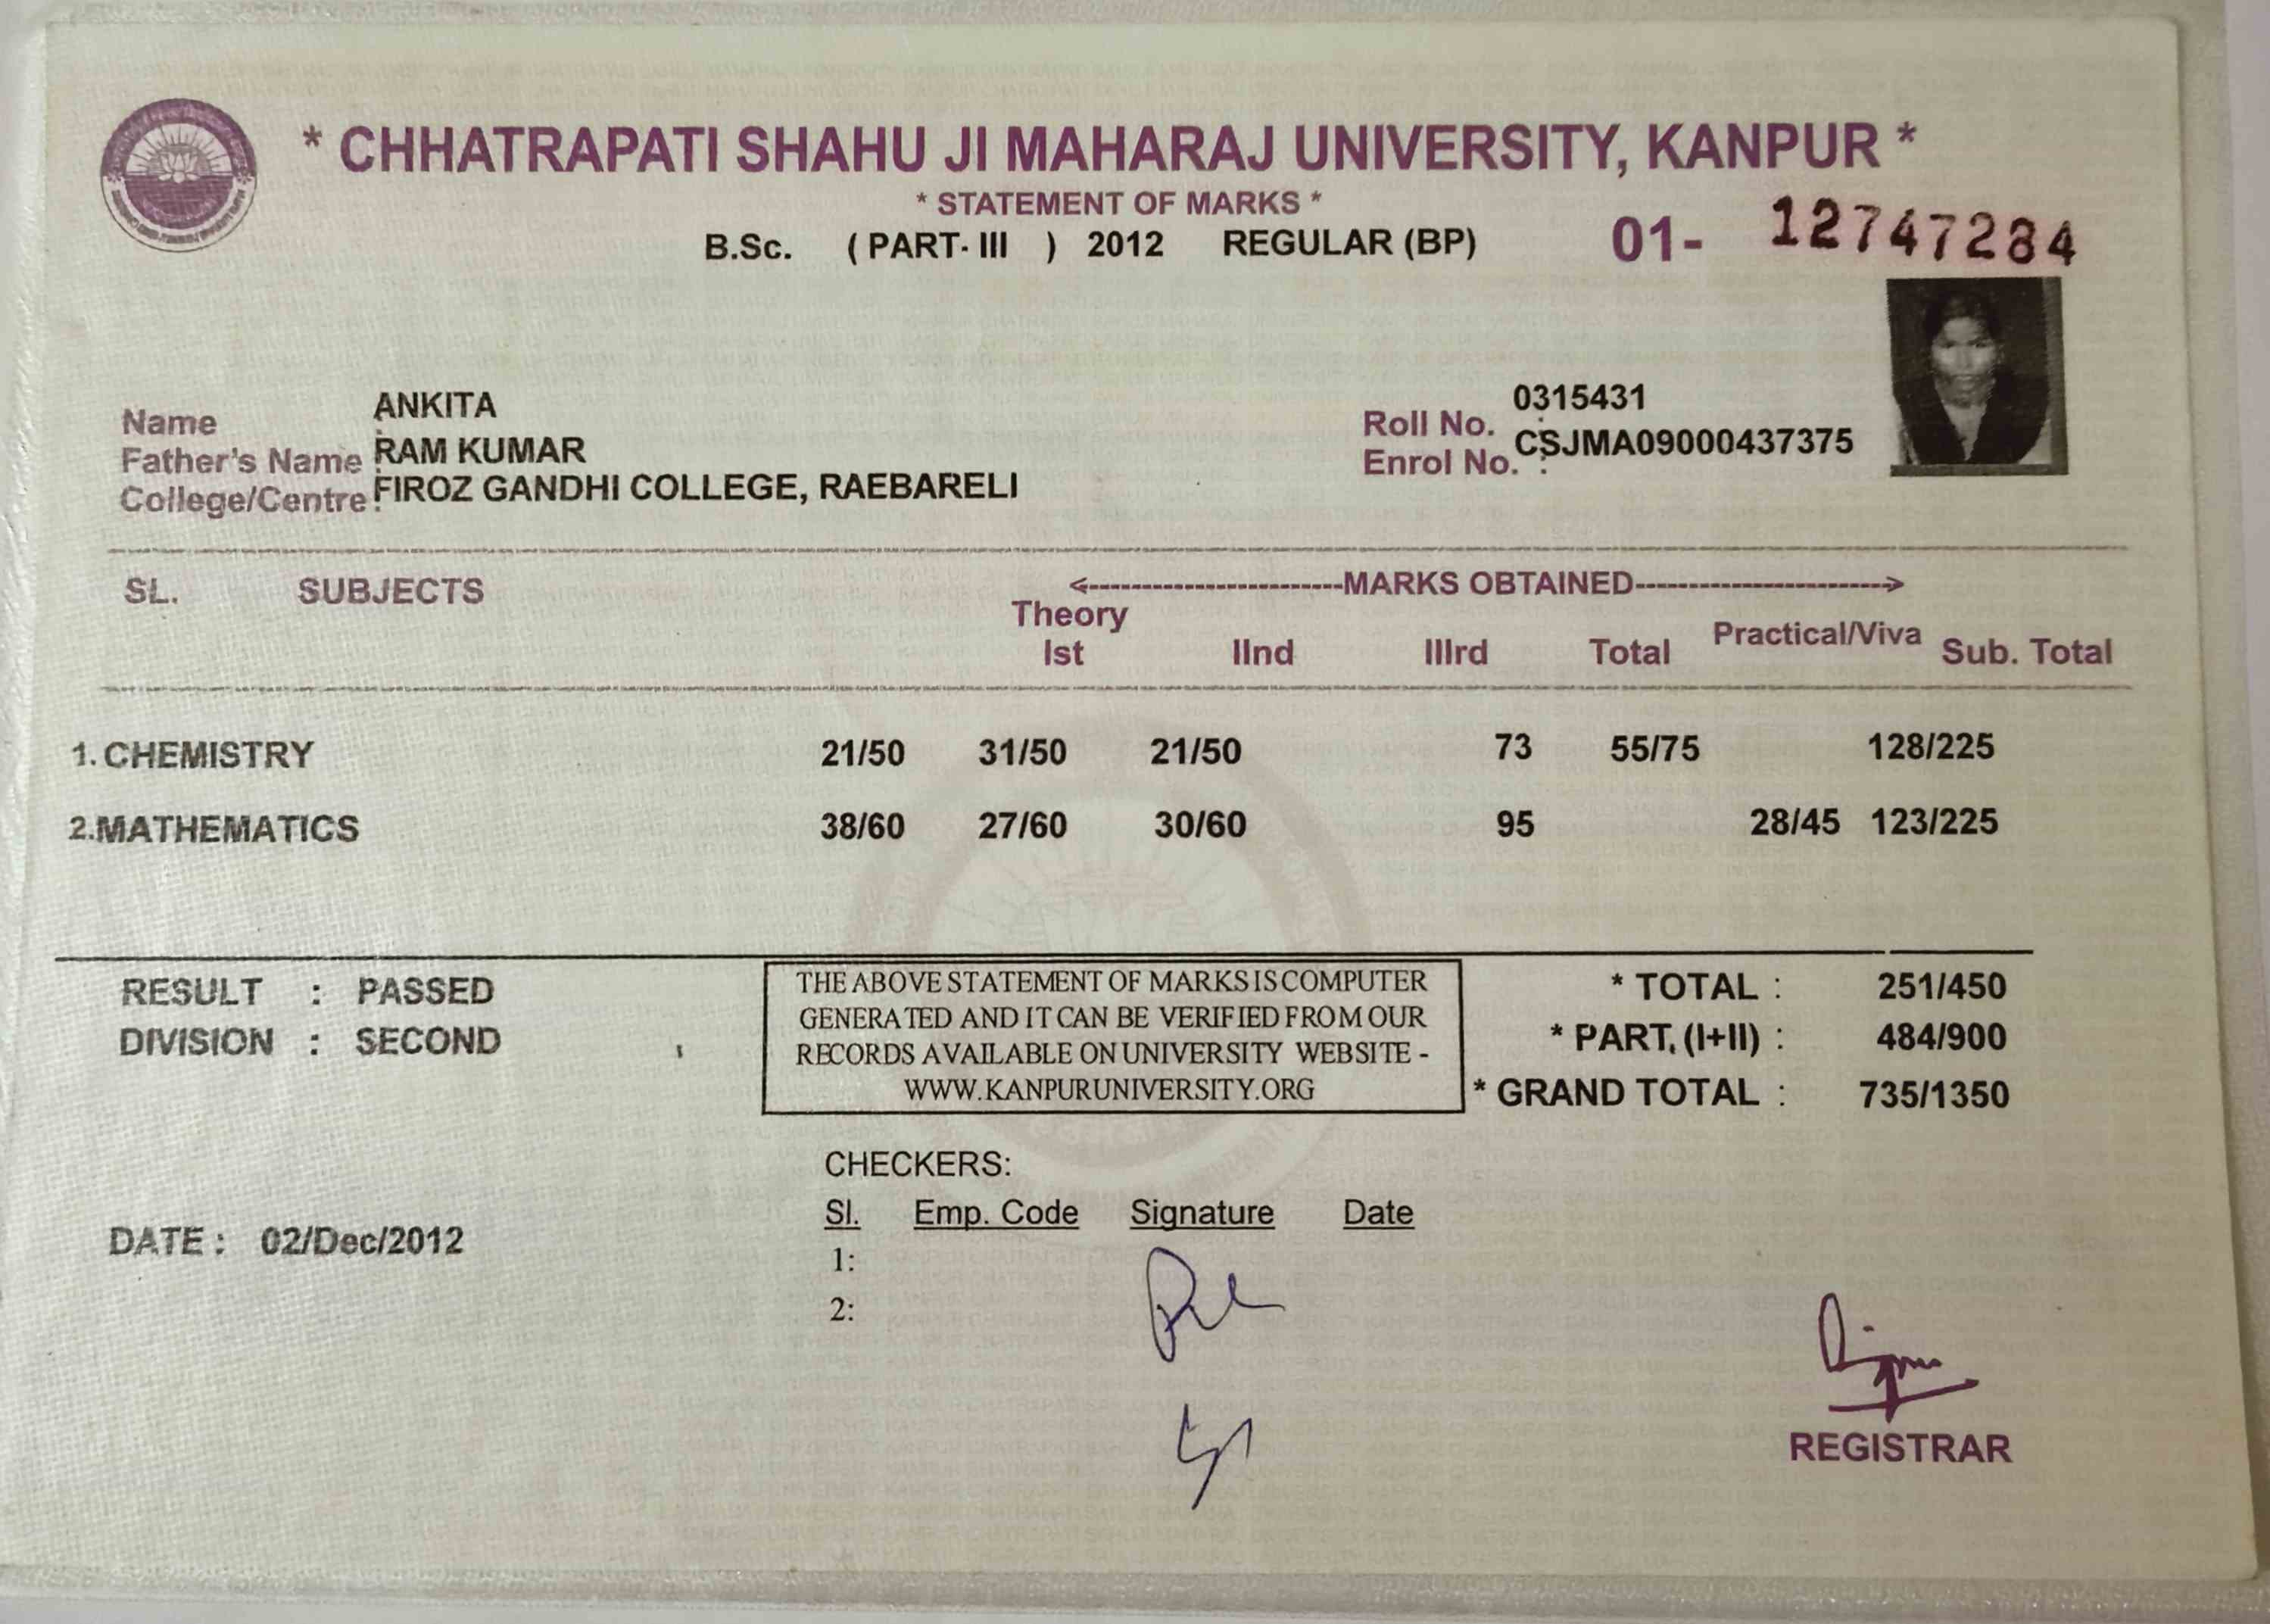 * CHHATRAPATI SHAHU JI MAHARAJ UNIVERSITY, KANPUR *
* STATEMENT OF MARKS *
B.Sc. ( PART- III ) 2012 REGULAR (BP) 01- 12747284
Name : ANKITA
Roll No. : 0315431
Father's Name RAM KUMAR
Enrol No. : CSJMA09000437375
College/Centre : FIROZ GANDHI COLLEGE, RAEBARELI
SL. SUBJECTS <------------------------MARKS OBTAINED------------------------>
Theory
Ist IInd IIIrd Total Practical/Viva Sub. Total
1. CHEMISTRY 21/50 31/50 21/50 73 55/75 128/225
2.MATHEMATICS 38/60 27/60 30/60 95 28/45 123/225
RESULT : PASSED
DIVISION : SECOND
THE ABOVE STATEMENT OF MARKS IS COMPUTER
GENERATED AND IT CAN BE VERIFIED FROM OUR
RECORDS AVAILABLE ON UNIVERSITY WEBSITE -
WWW.KANPURUNIVERSITY.ORG
* TOTAL : 251/450
* PART, (I+II) : 484/900
* GRAND TOTAL : 735/1350
CHECKERS:
Sl. Emp. Code Signature Date
1:
2:
DATE : 02/Dec/2012
REGISTRAR